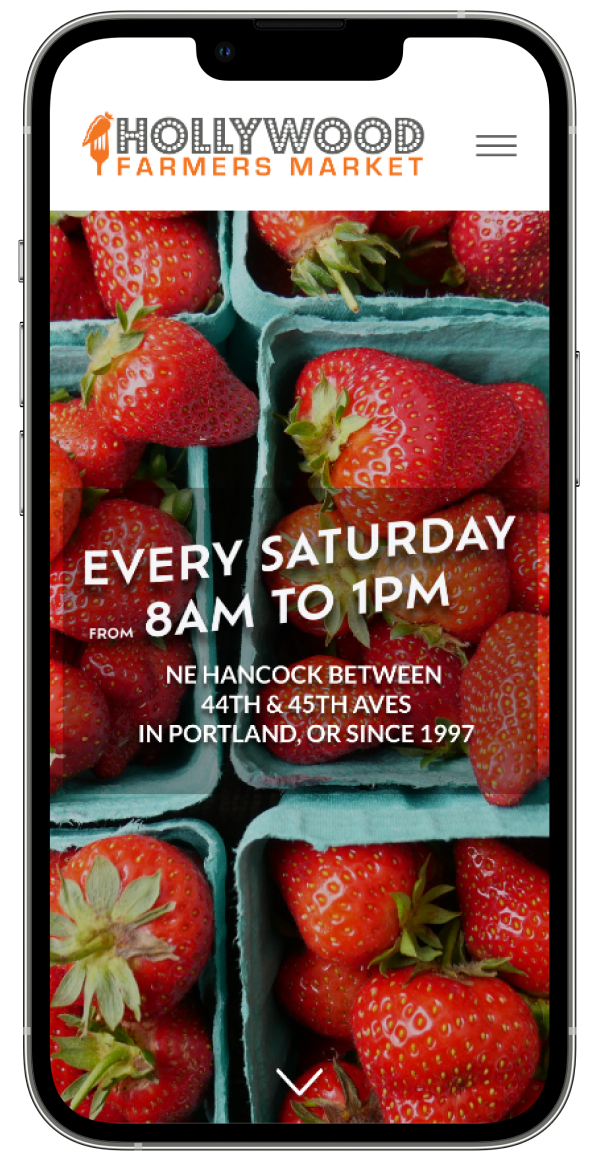 HOLLYWOOD
FARMERS MARKET
EVERY SATURDAY
FROM 8AM TO 1PM
NE HANCOCK BETWEEN
44TH & 45TH AVES
IN PORTLAND, OR SINCE 1997